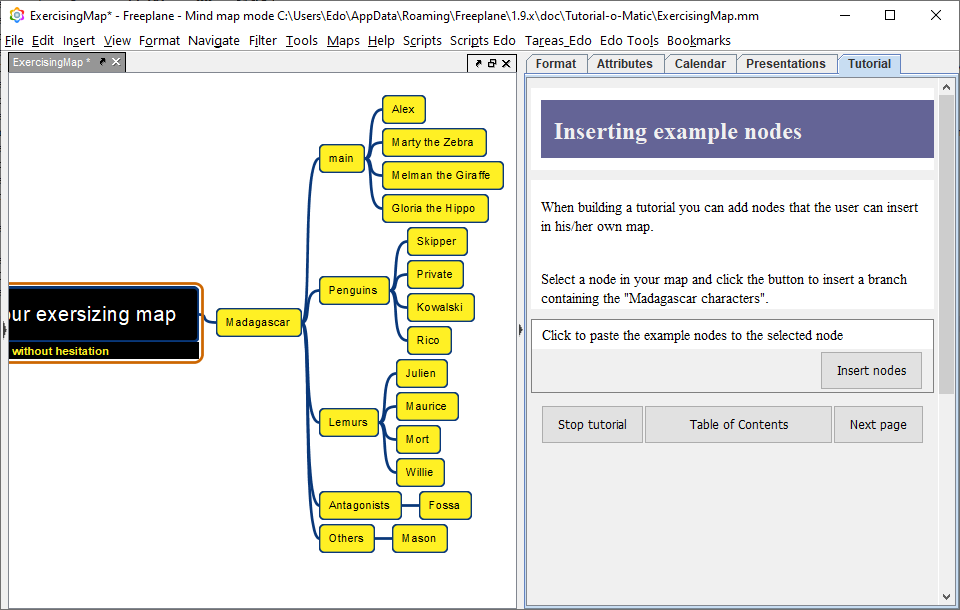 ExercisingMap* - Freeplane - Mind map mode C:\Users\Edo\AppData\Roaming\Freeplane\1.9.x\doc\Tutorial-o-Matic\ExercisingMap.mm
File Edit Insert View Format Navigate Filter Tools Maps Help Scripts Scripts Edo Tareas_Edo Edo Tools Bookmarks
ExercisingMap *
Format Attributes Calendar Presentations Tutorial
our exersizing map
without hesitation
Madagascar
main
Alex
Marty the Zebra
Melman the Giraffe
Gloria the Hippo
Penguins
Skipper
Private
Kowalski
Rico
Lemurs
Julien
Maurice
Mort
Willie
Antagonists
Fossa
Others
Mason
Inserting example nodes
When building a tutorial you can add nodes that the user can insert
in his/her own map.
Select a node in your map and click the button to insert a branch
containing the "Madagascar characters".
Click to paste the example nodes to the selected node
Insert nodes
Stop tutorial Table of Contents Next page